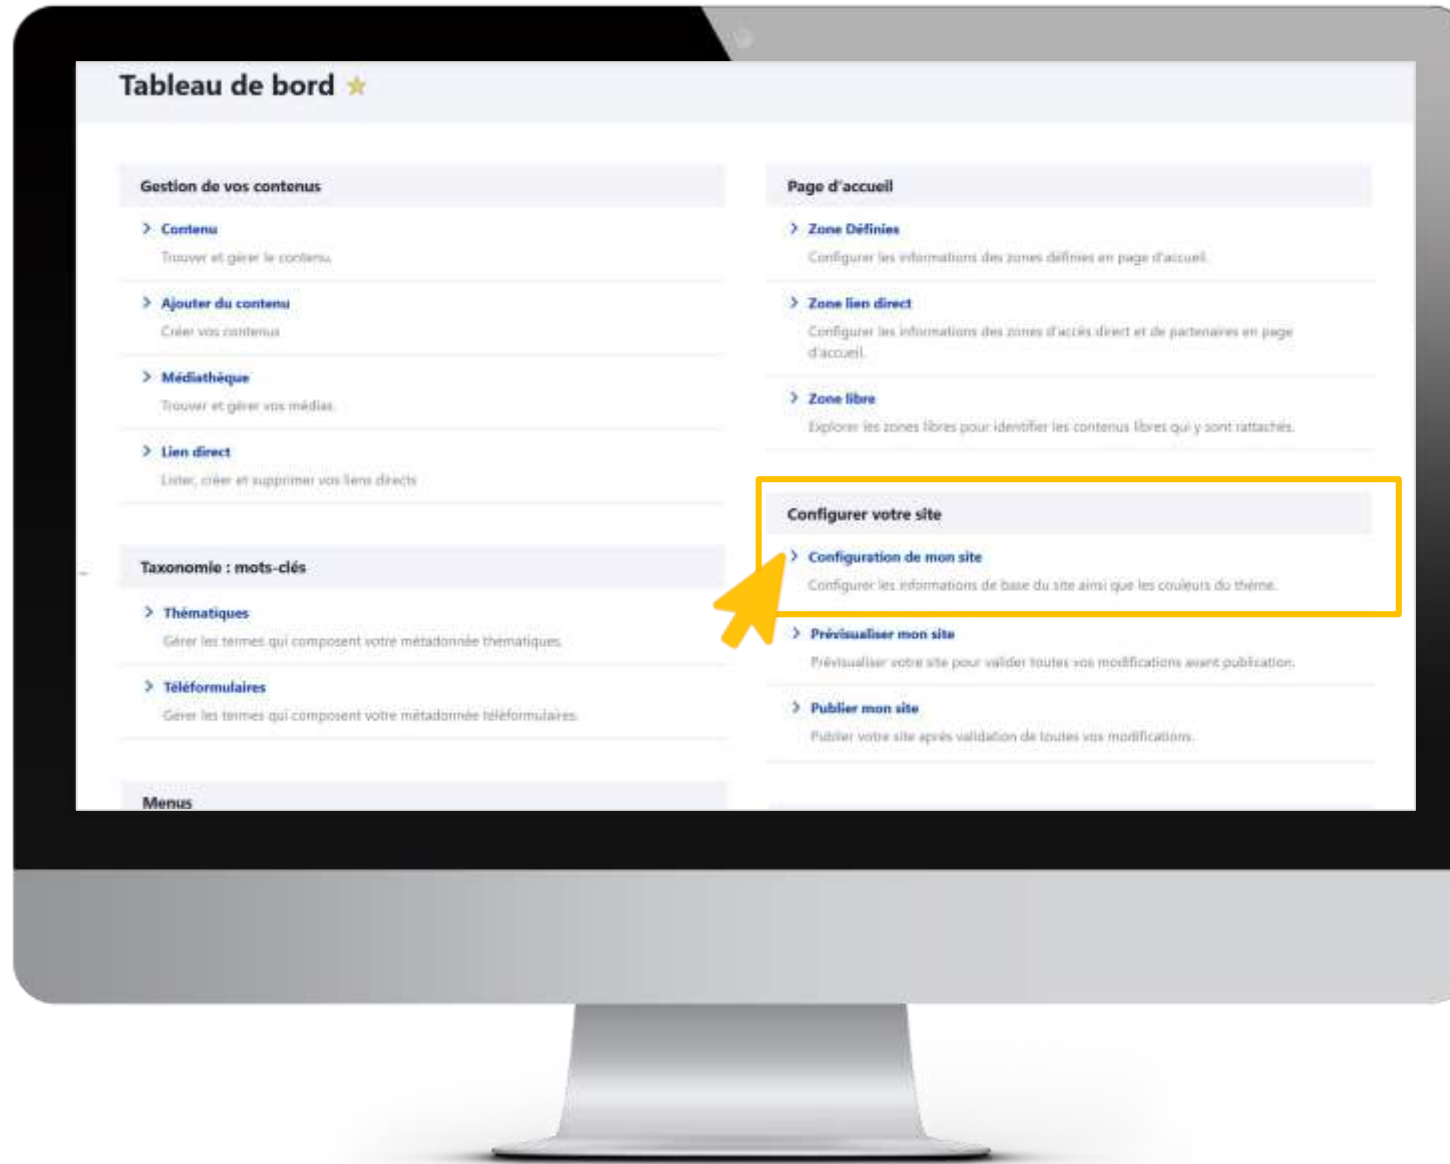 Tableau de bord
Gestion de vos contenus
Contenu
Trouver et gérer le contenu.
Ajouter du contenu
Créer vos contenus
Médiathèque
Trouver et gérer vos médias.
Lien direct
Lister, créer et supprimer vos liens directs
Taxonomie : mots-clés
Thématiques
Gérer les termes qui composent votre métadonnée thématiques.
Téléformulaires
Gérer les termes qui composent votre métadonnée téléformulaires.
Menus
Page d'accueil
Zone Définies
Configurer les informations des zones définies en page d'accueil.
Zone lien direct
Configurer les informations des zones d'accès direct et de partenaires en page
d'accueil.
Zone libre
Explorer les zones libres pour identifier les contenus libres qui y sont rattachés.
Configurer votre site
Configuration de mon site
Configurer les informations de base du site ainsi que les couleurs du thème.
Prévisualiser mon site
Prévisualiser votre site pour valider toutes vos modifications avant publication.
Publier mon site
Publier votre site après validation de toutes vos modifications.